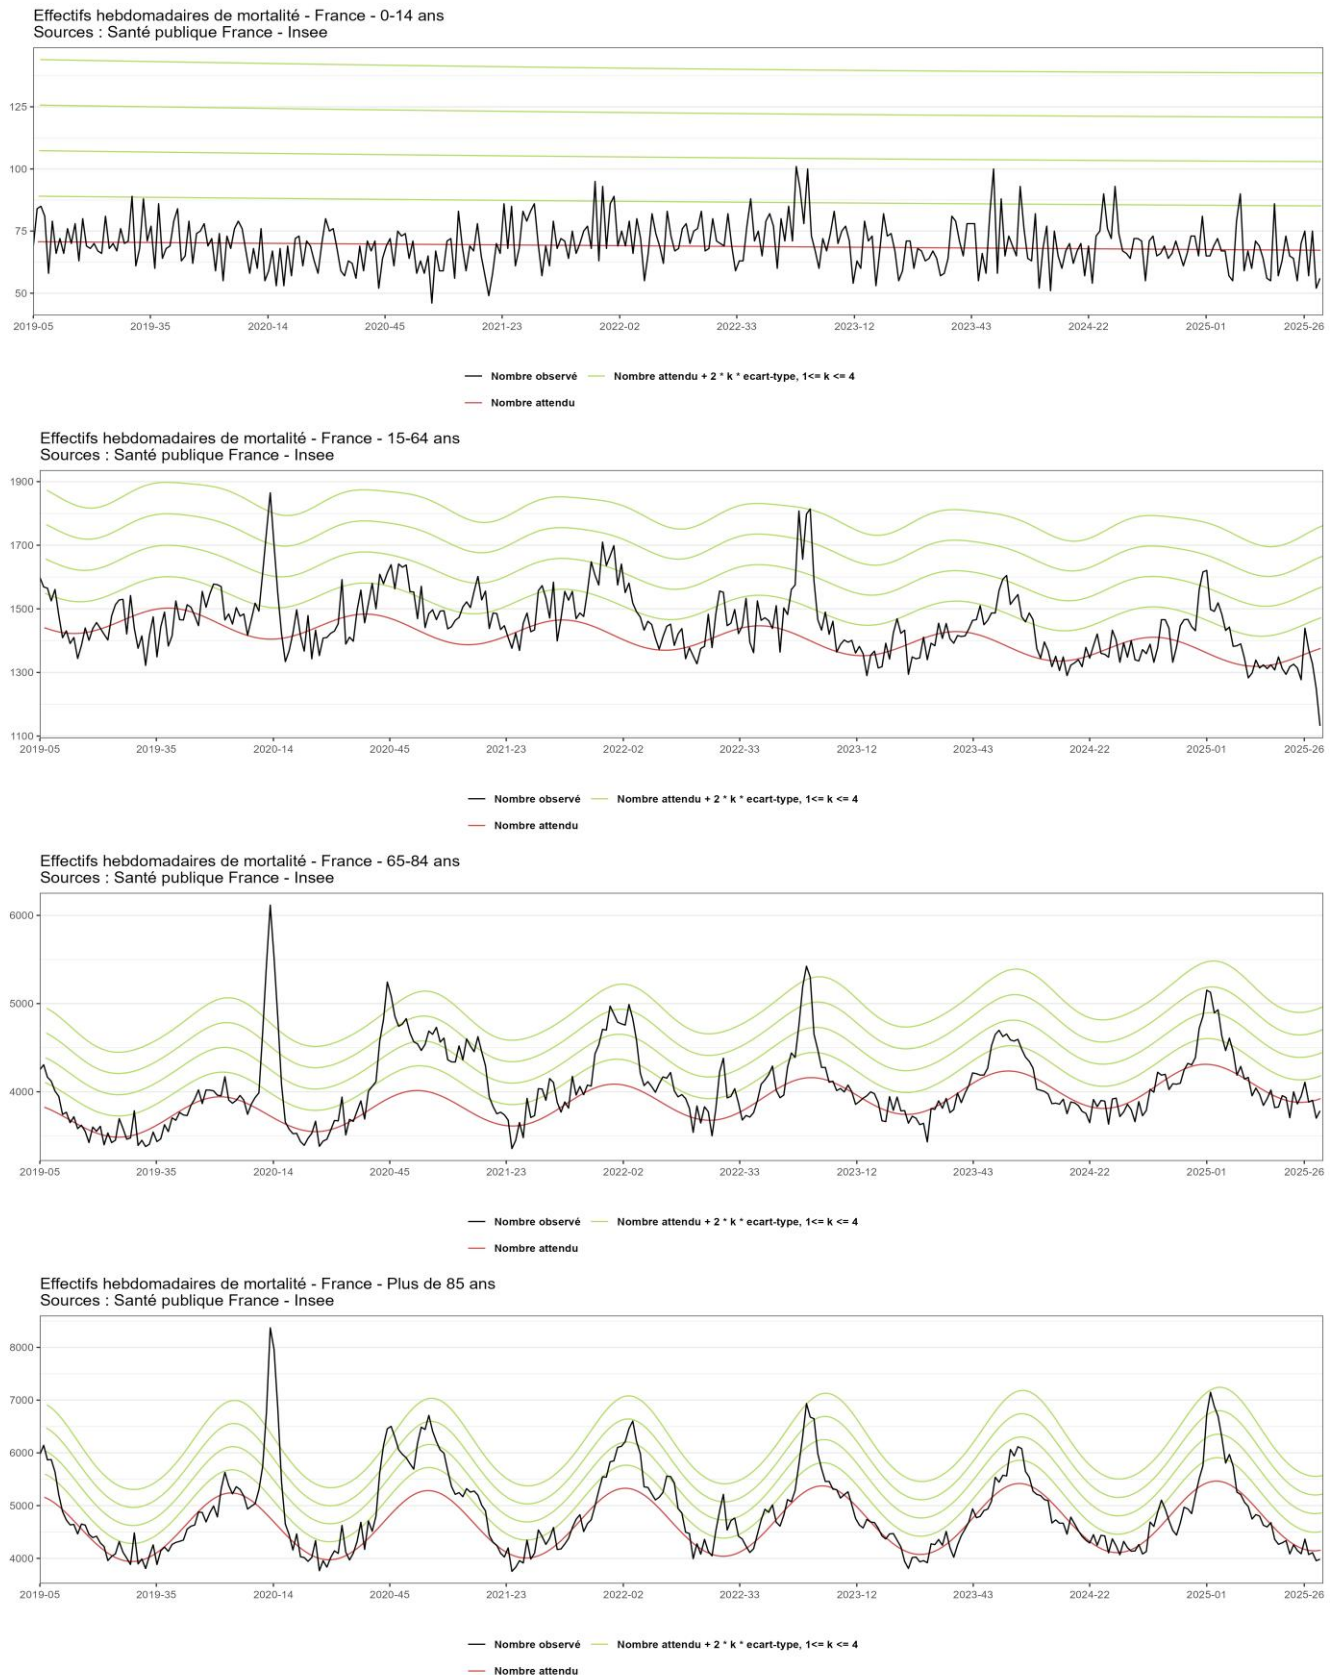 Effectifs hebdomadaires de mortalité - France - 0-14 ans
Sources : Santé publique France - Insee
125
100
75
50
2019-05 2019-35 2020-14 2020-45 2021-23 2022-02 2022-33 2023-12 2023-43 2024-22 2025-01 2025-26
Nombre observé Nombre attendu + 2 * k * ecart-type, 1<= k <= 4
Nombre attendu
Effectifs hebdomadaires de mortalité - France - 15-64 ans
Sources : Santé publique France - Insee
1900
1700
1500
1300
1100
2019-05 2019-35 2020-14 2020-45 2021-23 2022-02 2022-33 2023-12 2023-43 2024-22 2025-01 2025-26
Nombre observé Nombre attendu + 2 * k * ecart-type, 1<= k <= 4
Nombre attendu
Effectifs hebdomadaires de mortalité - France - 65-84 ans
Sources : Santé publique France - Insee
6000
5000
4000
2019-05 2019-35 2020-14 2020-45 2021-23 2022-02 2022-33 2023-12 2023-43 2024-22 2025-01 2025-26
Nombre observé Nombre attendu + 2 * k * ecart-type, 1<= k <= 4
Nombre attendu
Effectifs hebdomadaires de mortalité - France - Plus de 85 ans
Sources : Santé publique France - Insee
8000
7000
6000
5000
4000
2019-05 2019-35 2020-14 2020-45 2021-23 2022-02 2022-33 2023-12 2023-43 2024-22 2025-01 2025-26
Nombre observé Nombre attendu + 2 * k * ecart-type, 1<= k <= 4
Nombre attendu